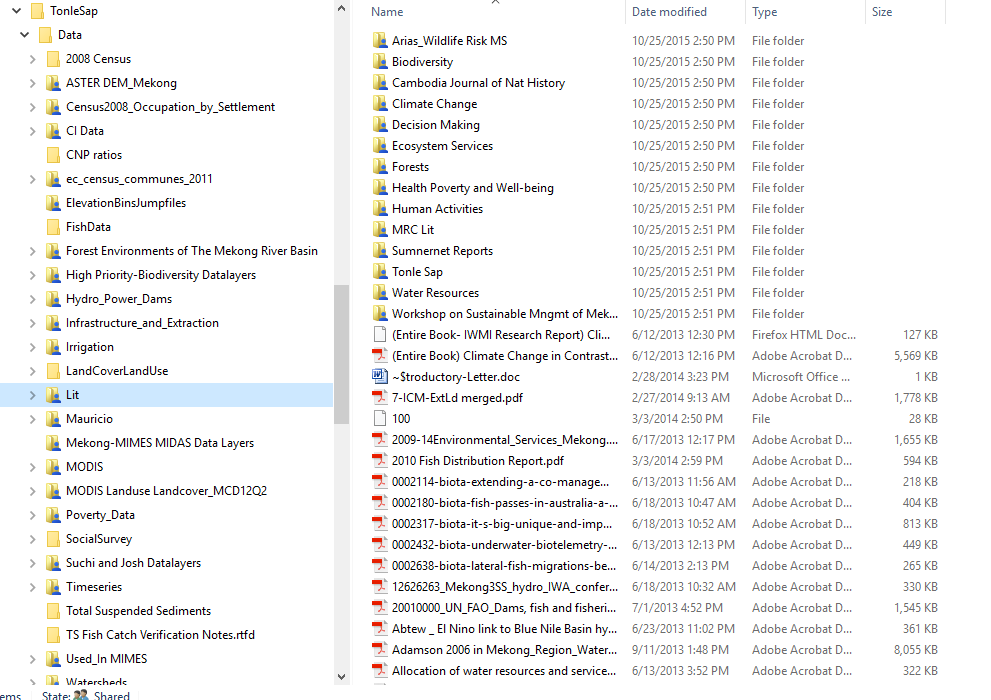 TonleSap
Data
2008 Census
ASTER DEM_Mekong
Census2008_Occupation_by_Settlement
CI Data
CNP ratios
ec_census_communes_2011
ElevationBinsJumpfiles
FishData
Forest Environments of The Mekong River Basin
High Priority-Biodiversity Datalayers
Hydro_Power_Dams
Infrastructure_and_Extraction
Irrigation
LandCoverLandUse
Lit
Mauricio
Mekong-MIMES MIDAS Data Layers
MODIS
MODIS Landuse Landcover_MCD12Q2
Poverty_Data
SocialSurvey
Suchi and Josh Datalayers
Timeseries
Total Suspended Sediments
TS Fish Catch Verification Notes.rtfd
Used_In MIMES
Watersheds
ems State: Shared
Name Date modified Type Size
Arias_Wildlife Risk MS 10/25/2015 2:50 PM File folder
Biodiversity 10/25/2015 2:50 PM File folder
Cambodia Journal of Nat History 10/25/2015 2:50 PM File folder
Climate Change 10/25/2015 2:50 PM File folder
Decision Making 10/25/2015 2:50 PM File folder
Ecosystem Services 10/25/2015 2:50 PM File folder
Forests 10/25/2015 2:50 PM File folder
Health Poverty and Well-being 10/25/2015 2:50 PM File folder
Human Activities 10/25/2015 2:51 PM File folder
MRC Lit 10/25/2015 2:51 PM File folder
Sumnernet Reports 10/25/2015 2:51 PM File folder
Tonle Sap 10/25/2015 2:51 PM File folder
Water Resources 10/25/2015 2:51 PM File folder
Workshop on Sustainable Mngmt of Mek... 10/25/2015 2:51 PM File folder
(Entire Book- IWMI Research Report) Cli... 6/12/2013 12:30 PM Firefox HTML Doc... 127 KB
(Entire Book) Climate Change in Contrast... 6/12/2013 12:16 PM Adobe Acrobat D... 5,569 KB
~$troductory-Letter.doc 2/28/2014 3:23 PM Microsoft Office ... 1 KB
7-ICM-ExtLd merged.pdf 2/27/2014 9:13 AM Adobe Acrobat D... 1,778 KB
100 3/3/2014 2:50 PM File 28 KB
2009-14Environmental_Services_Mekong.... 6/17/2013 12:17 PM Adobe Acrobat D... 1,655 KB
2010 Fish Distribution Report.pdf 3/3/2014 2:59 PM Adobe Acrobat D... 594 KB
0002114-biota-extending-a-co-manage... 6/13/2013 11:56 AM Adobe Acrobat D... 218 KB
0002180-biota-fish-passes-in-australia-a-... 6/18/2013 10:47 AM Adobe Acrobat D... 404 KB
0002317-biota-it-s-big-unique-and-imp... 6/18/2013 10:52 AM Adobe Acrobat D... 813 KB
0002432-biota-underwater-biotelemetry-... 6/13/2013 12:13 PM Adobe Acrobat D... 449 KB
0002638-biota-lateral-fish-migrations-be... 6/14/2013 2:13 PM Adobe Acrobat D... 265 KB
12626263_Mekong3SS_hydro_IWA_confer... 6/18/2013 10:32 AM Adobe Acrobat D... 330 KB
20010000_UN_FAO_Dams, fish and fisheri... 7/1/2013 4:52 PM Adobe Acrobat D... 1,545 KB
Abtew _ El Nino link to Blue Nile Basin hy... 6/23/2013 11:02 PM Adobe Acrobat D... 361 KB
Adamson 2006 in Mekong_Region_Water... 9/11/2013 1:48 PM Adobe Acrobat D... 8,055 KB
Allocation of water resources and service... 6/13/2013 3:52 PM Adobe Acrobat D... 322 KB